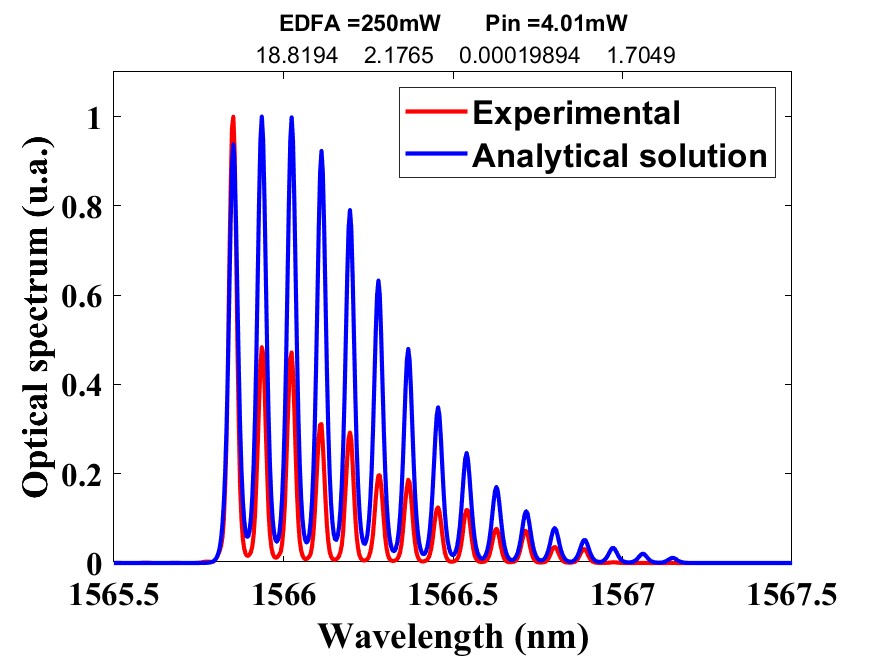 EDFA =250mW Pin =4.01mW
18.8194 2.1765 0.00019894 1.7049
Experimental
Analytical solution
Optical spectrum (u.a.)
1
0.8
0.6
0.4
0.2
0
1565.5 1566 1566.5 1567 1567.5
Wavelength (nm)